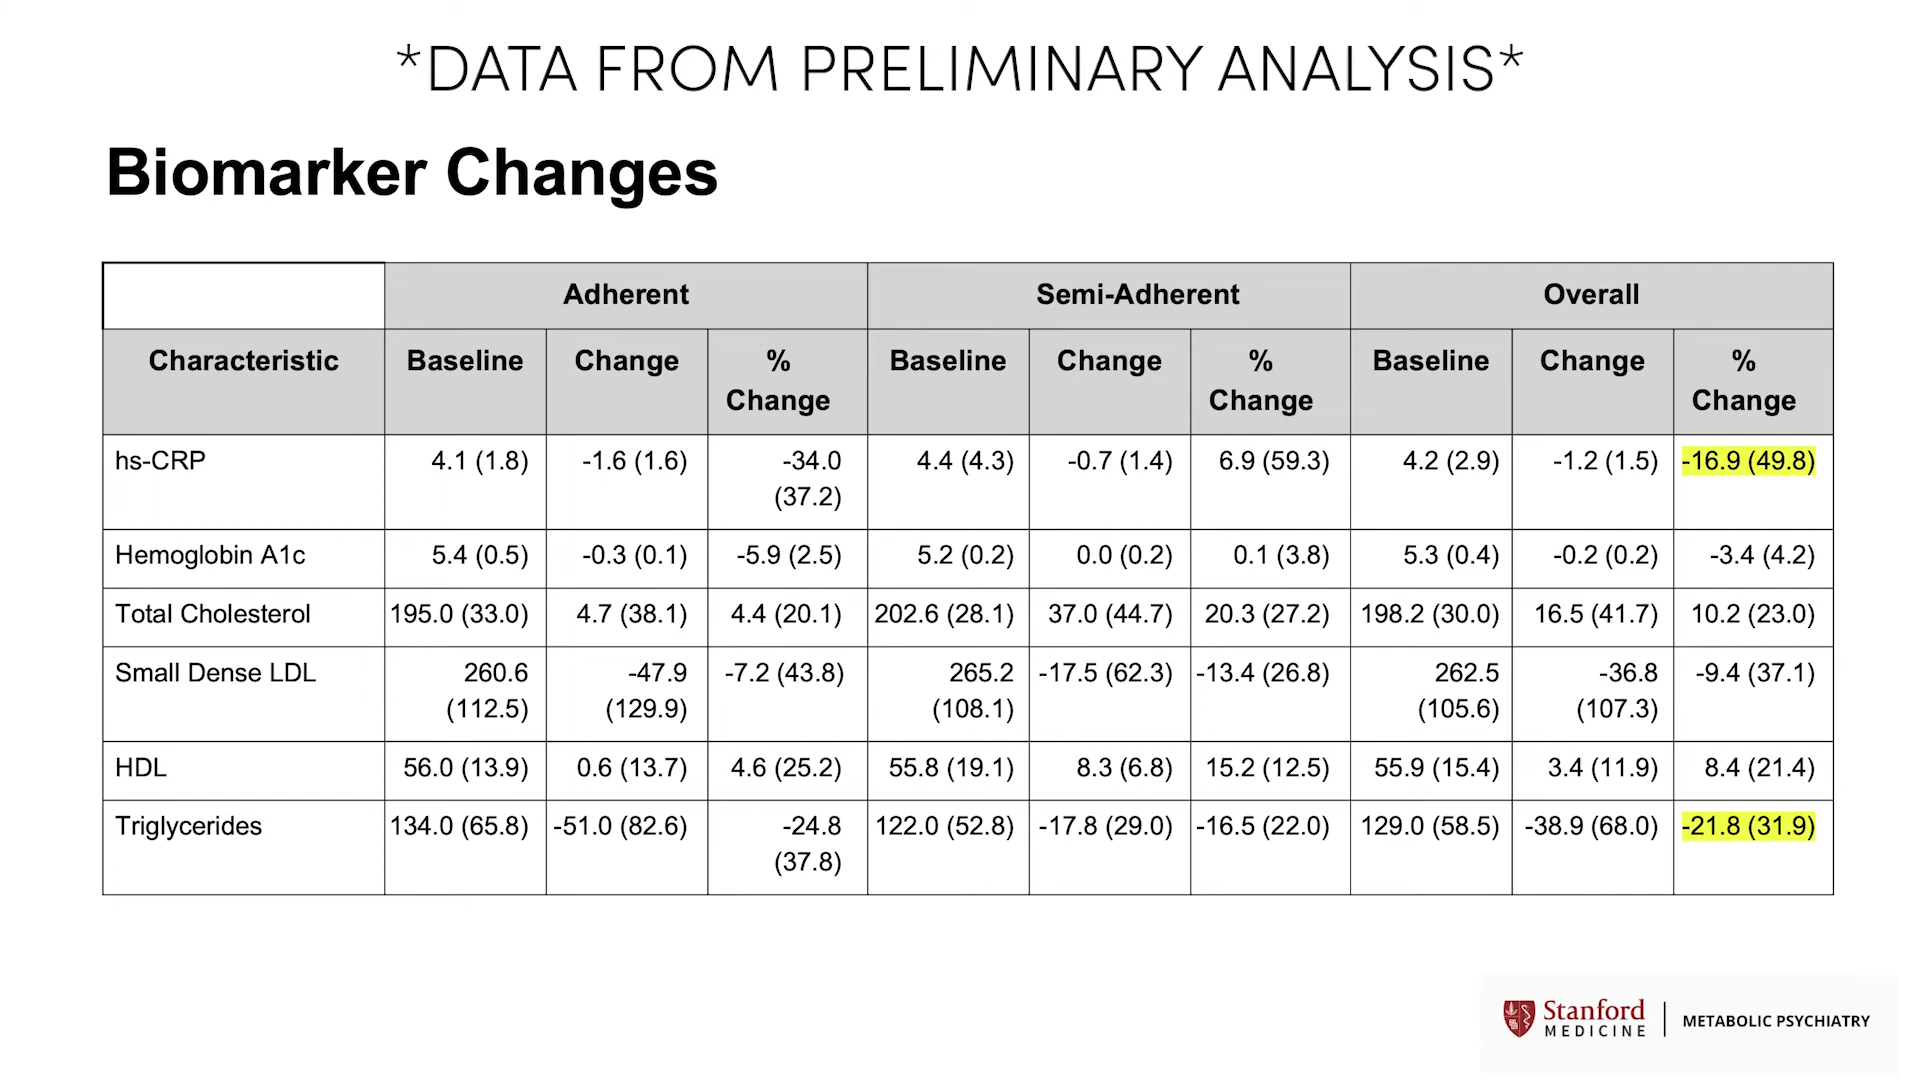 *DATA FROM PRELIMINARY ANALYSIS*
Biomarker Changes
Adherent Semi-Adherent Overall
Characteristic Baseline Change % Change Baseline Change % Change Baseline Change % Change
hs-CRP 4.1 (1.8) -1.6 (1.6) -34.0 (37.2) 4.4 (4.3) -0.7 (1.4) 6.9 (59.3) 4.2 (2.9) -1.2 (1.5) -16.9 (49.8)
Hemoglobin A1c 5.4 (0.5) -0.3 (0.1) -5.9 (2.5) 5.2 (0.2) 0.0 (0.2) 0.1 (3.8) 5.3 (0.4) -0.2 (0.2) -3.4 (4.2)
Total Cholesterol 195.0 (33.0) 4.7 (38.1) 4.4 (20.1) 202.6 (28.1) 37.0 (44.7) 20.3 (27.2) 198.2 (30.0) 16.5 (41.7) 10.2 (23.0)
Small Dense LDL 260.6 (112.5) -47.9 (129.9) -7.2 (43.8) 265.2 (108.1) -17.5 (62.3) -13.4 (26.8) 262.5 (105.6) -36.8 (107.3) -9.4 (37.1)
HDL 56.0 (13.9) 0.6 (13.7) 4.6 (25.2) 55.8 (19.1) 8.3 (6.8) 15.2 (12.5) 55.9 (15.4) 3.4 (11.9) 8.4 (21.4)
Triglycerides 134.0 (65.8) -51.0 (82.6) -24.8 (37.8) 122.0 (52.8) -17.8 (29.0) -16.5 (22.0) 129.0 (58.5) -38.9 (68.0) -21.8 (31.9)
Stanford
MEDICINE
METABOLIC PSYCHIATRY